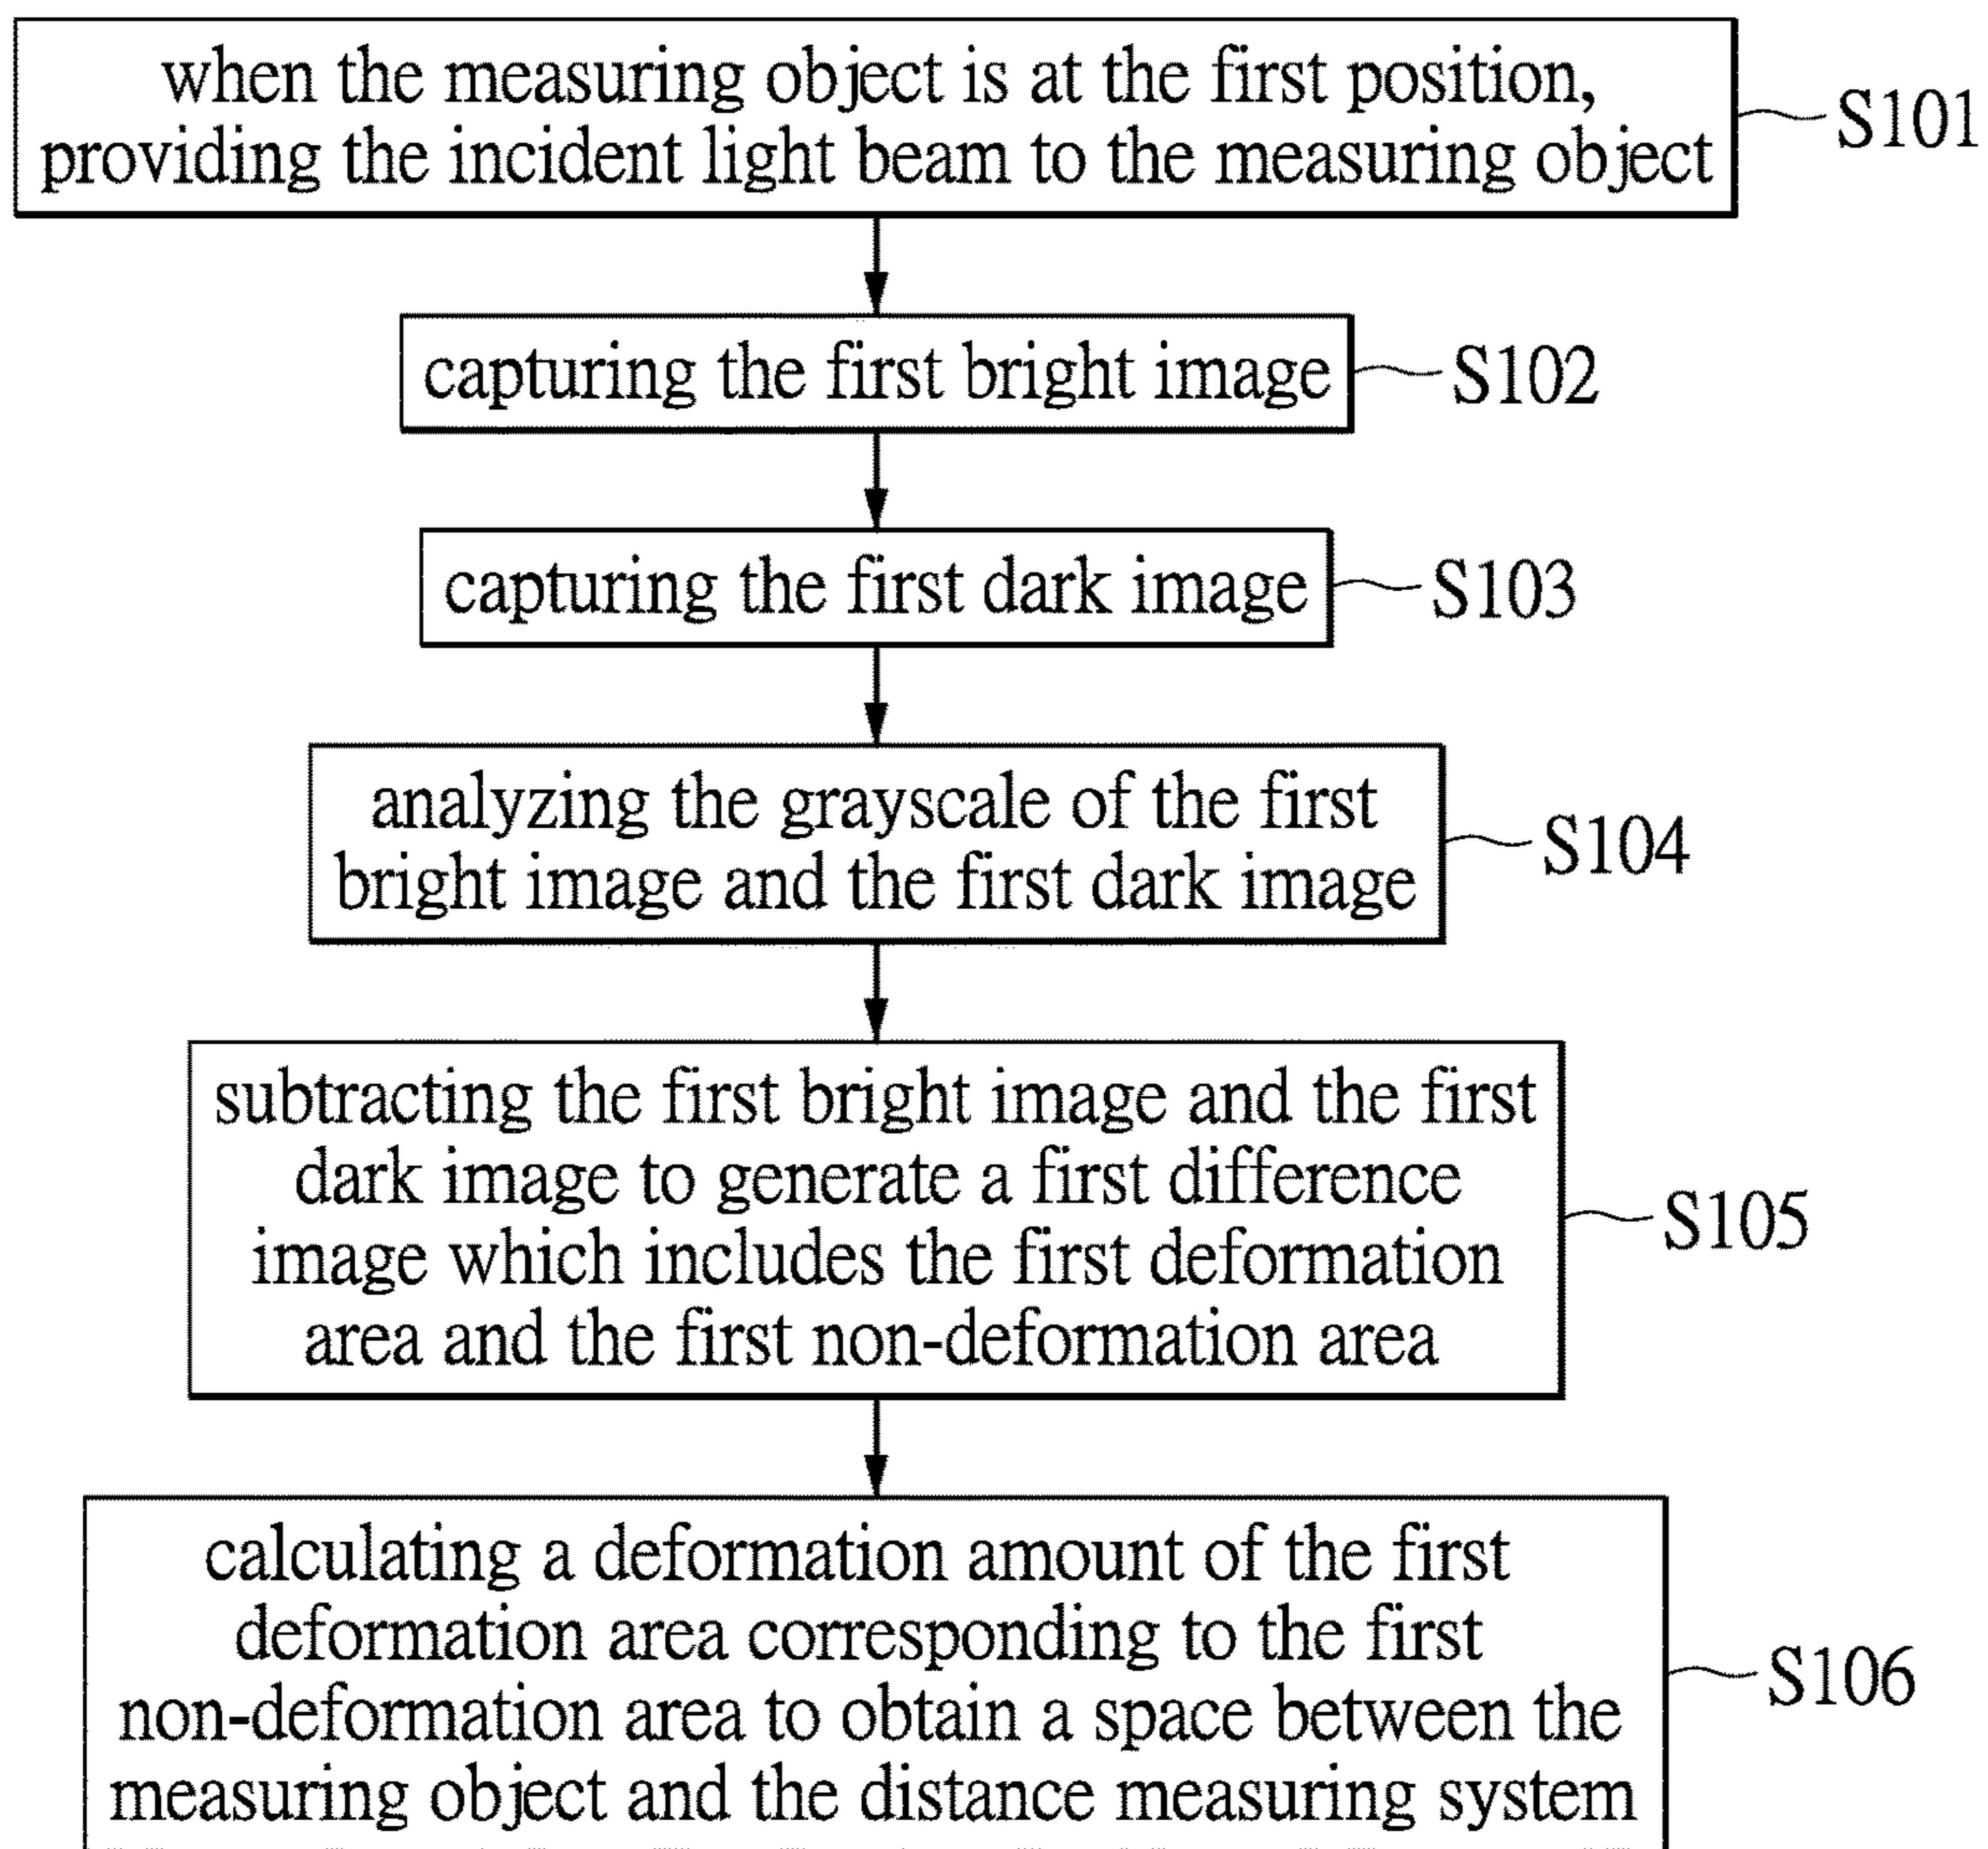 when the measuring object is at the first position,
providing the incident light beam to the measuring object
S101
capturing the first bright image
S102
capturing the first dark image
S103
analyzing the grayscale of the first
bright image and the first dark image
S104
subtracting the first bright image and the first
dark image to generate a first difference
image which includes the first deformation
area and the first non-deformation area
S105
calculating a deformation amount of the first
deformation area corresponding to the first
non-deformation area to obtain a space between the
measuring object and the distance measuring system
S106